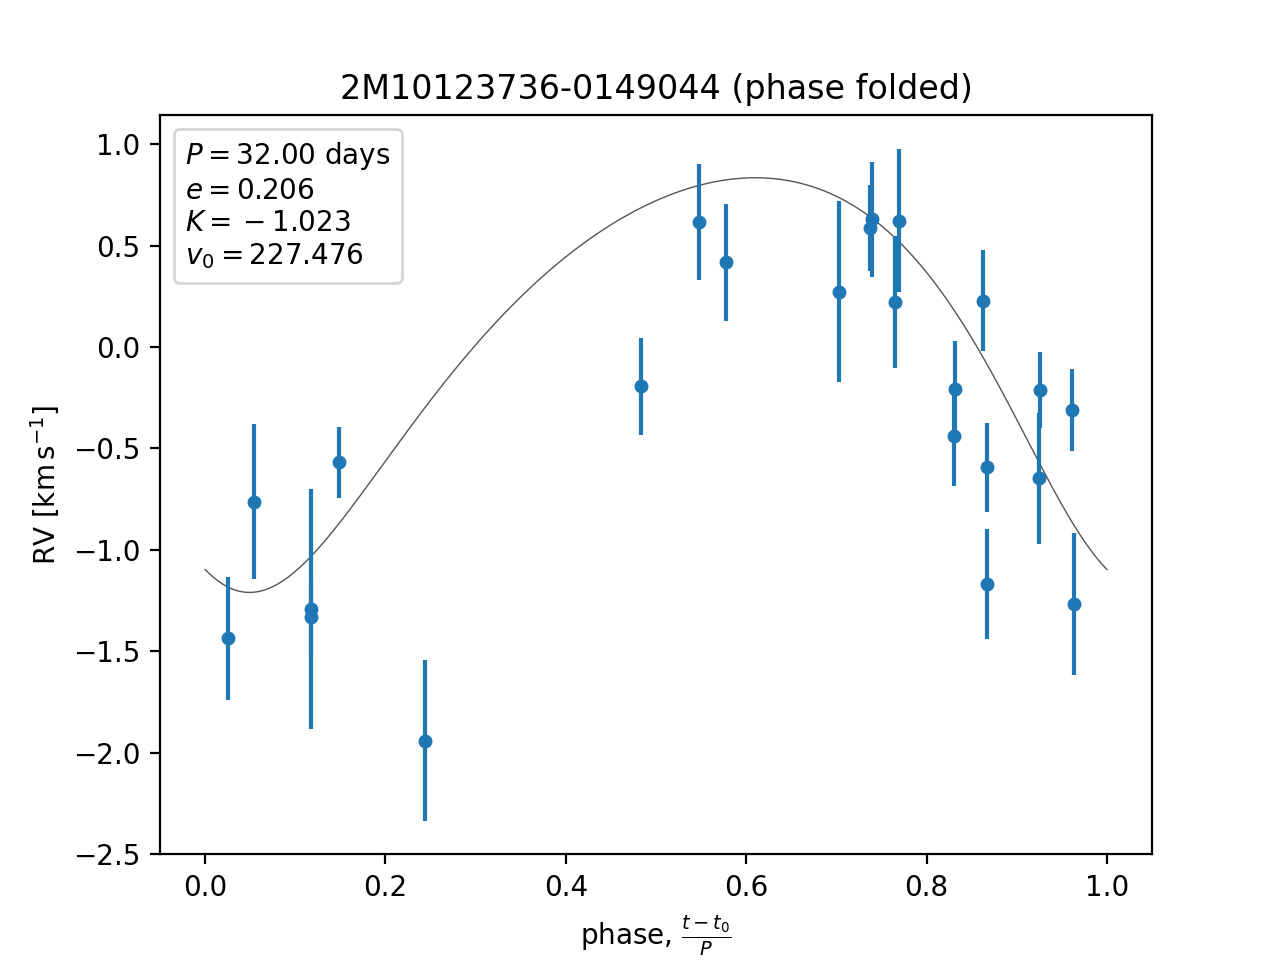 2M10123736-0149044 (phase folded)
P = 32.00 days
e = 0.206
K = −1.023
v₀ = 227.476
RV [km s⁻¹]
1.0
0.5
0.0
−0.5
−1.0
−1.5
−2.0
−2.5
0.0 0.2 0.4 0.6 0.8 1.0
phase, (t − t₀)/P